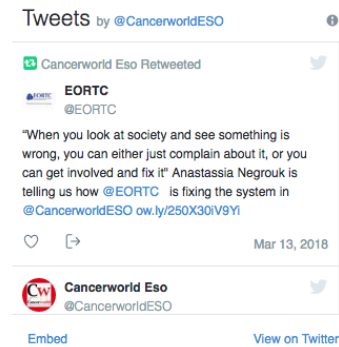 Tweets by @CancerworldESO
Cancerworld Eso Retweeted
EORTC
EORTC
@EORTC
“When you look at society and see something is
wrong, you can either just complain about it, or you
can get involved and fix it" Anastassia Negrouk is
telling us how @EORTC is fixing the system in
@CancerworldESO ow.ly/250X30iV9Yi
Mar 13, 2018
Cw
Cancerworld Eso
@CancerworldESO
Embed
View on Twitter